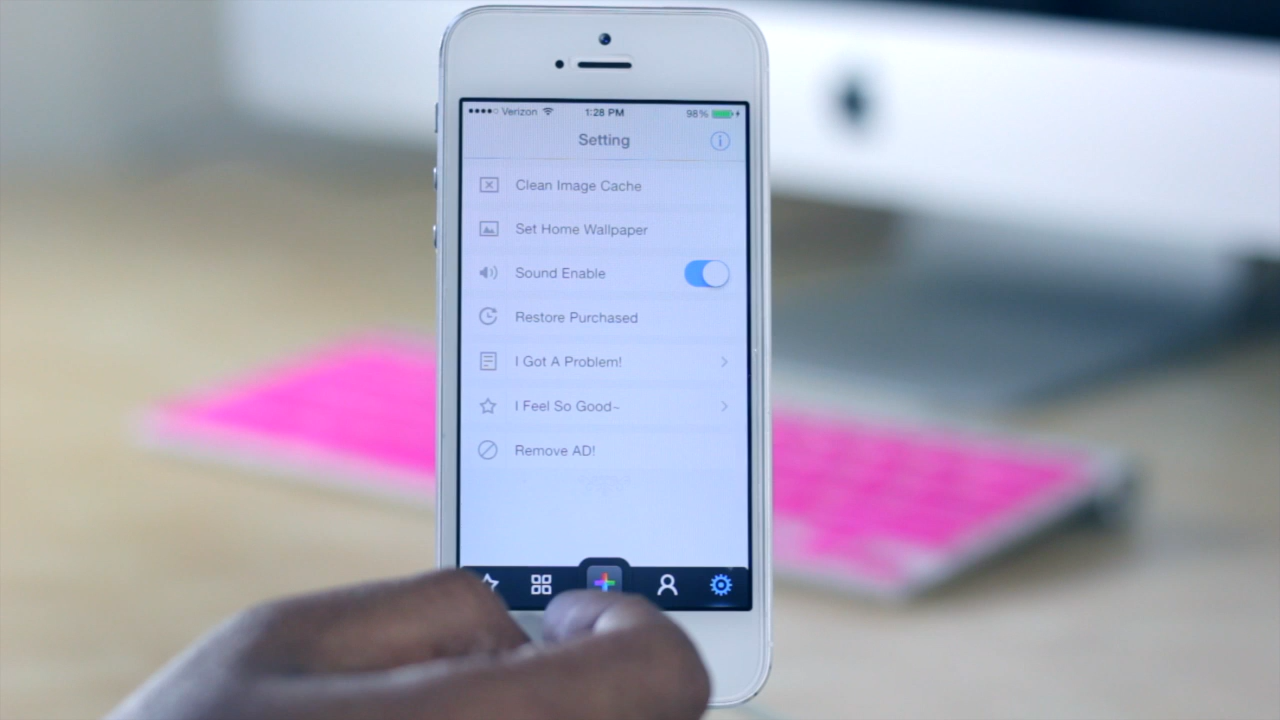 Verizon 1:28 PM 98%
Setting
Clean Image Cache
Set Home Wallpaper
Sound Enable
Restore Purchased
I Got A Problem!
I Feel So Good~
Remove AD!